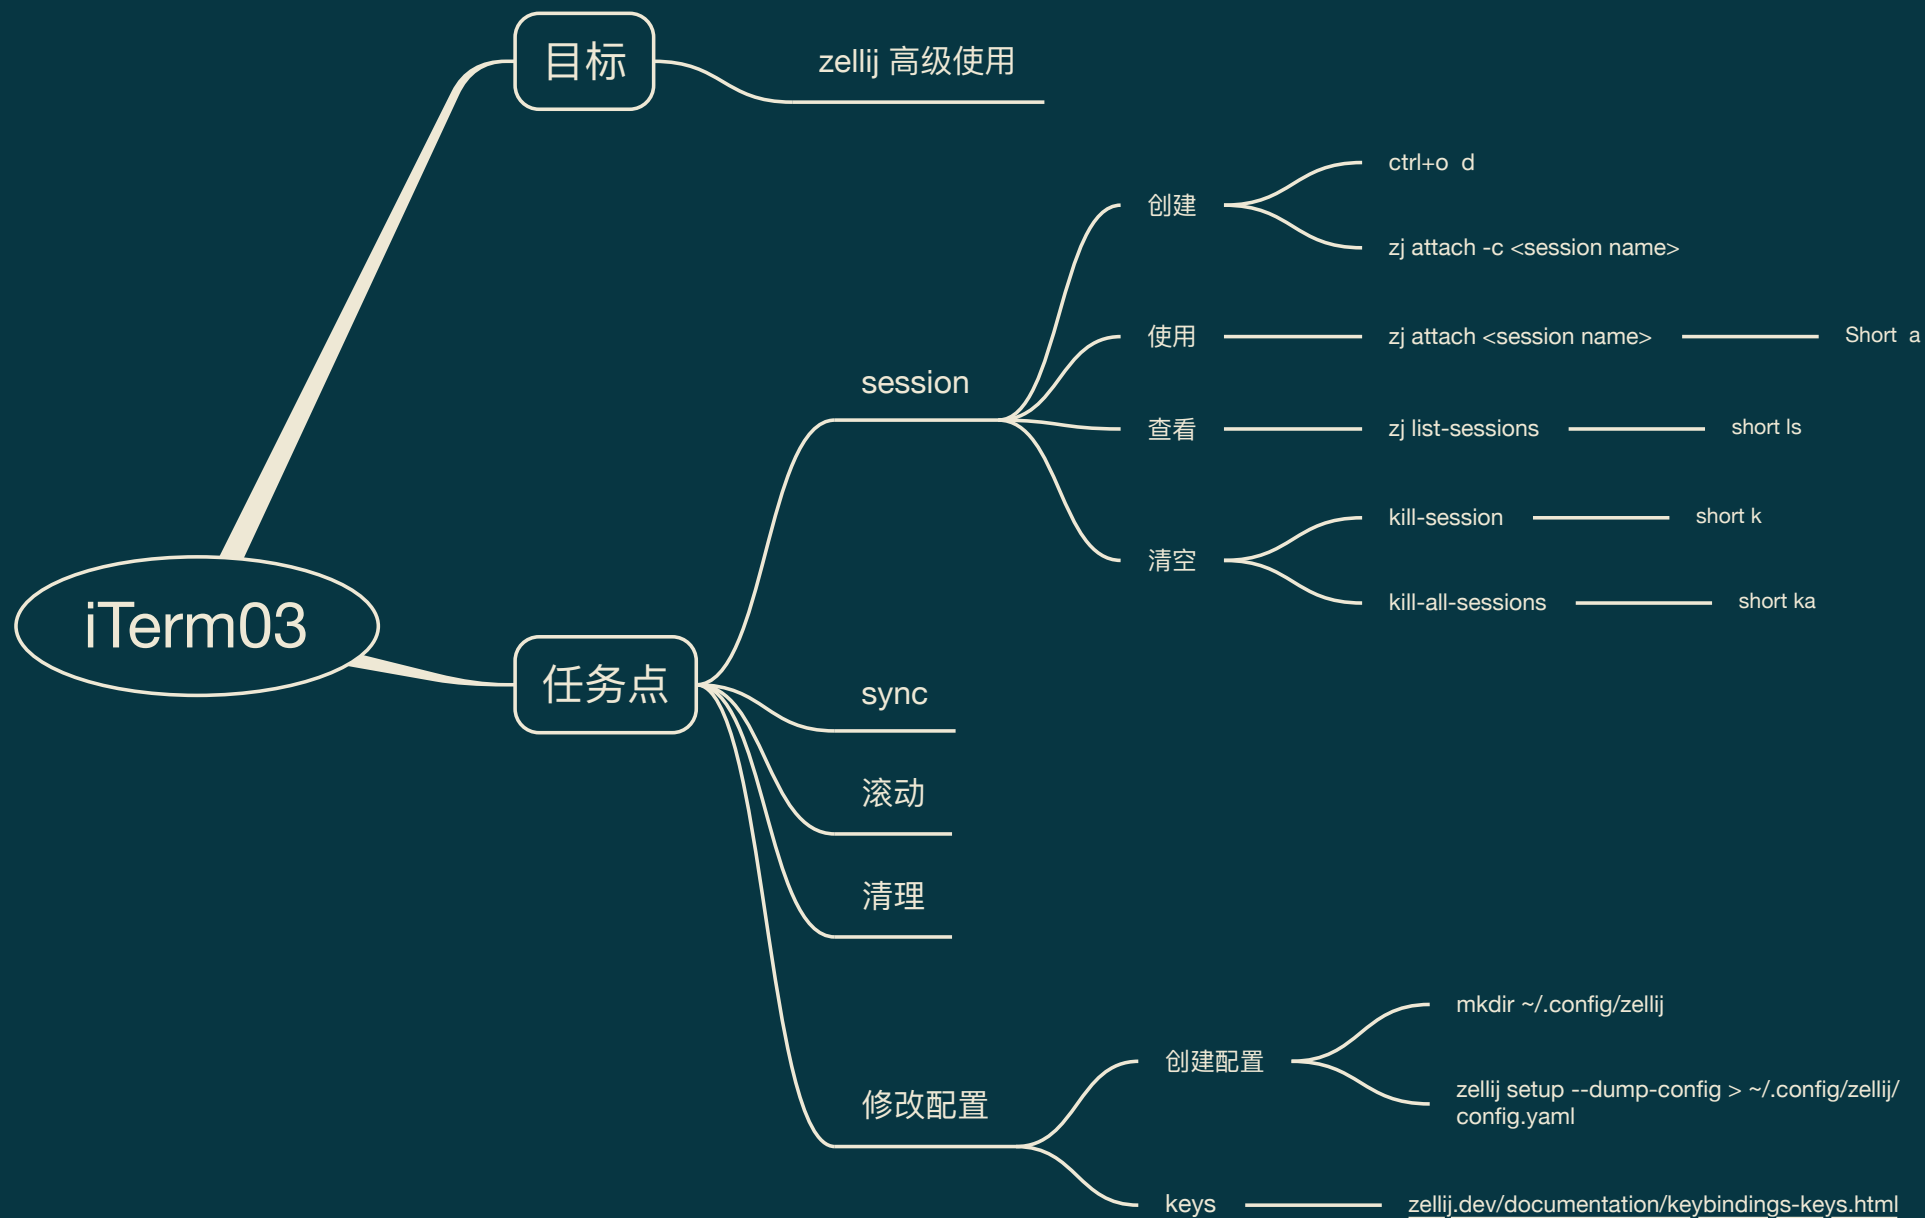 目标
zellij 高级使用
ctrl+o  d
创建
zj attach -c <session name>
使用
zj attach <session name>
Short  a
session
查看
zj list-sessions
short ls
kill-session
short k
清空
kill-all-sessions
short ka
iTerm03
任务点
sync
滚动
清理
mkdir ~/.config/zellij
创建配置
zellij setup --dump-config > ~/.config/zellij/
config.yaml
修改配置
keys
zellij.dev/documentation/keybindings-keys.html